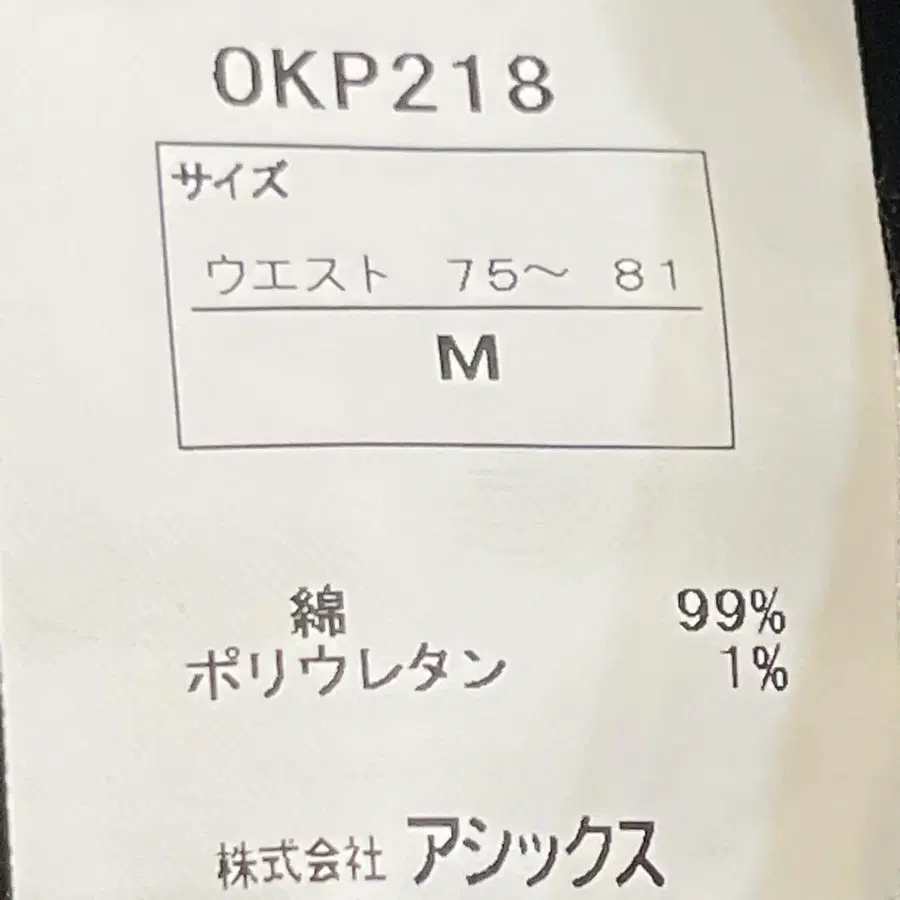 OKP218
サイズ
ウエスト 75〜 81
M
綿 99%
ポリウレタン 1%
株式会社 アシックス